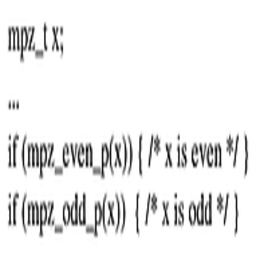 mpz_t x;
...
if (mpz_even_p(x)) { /* x is even */ }
if (mpz_odd_p(x)) { /* x is odd */ }